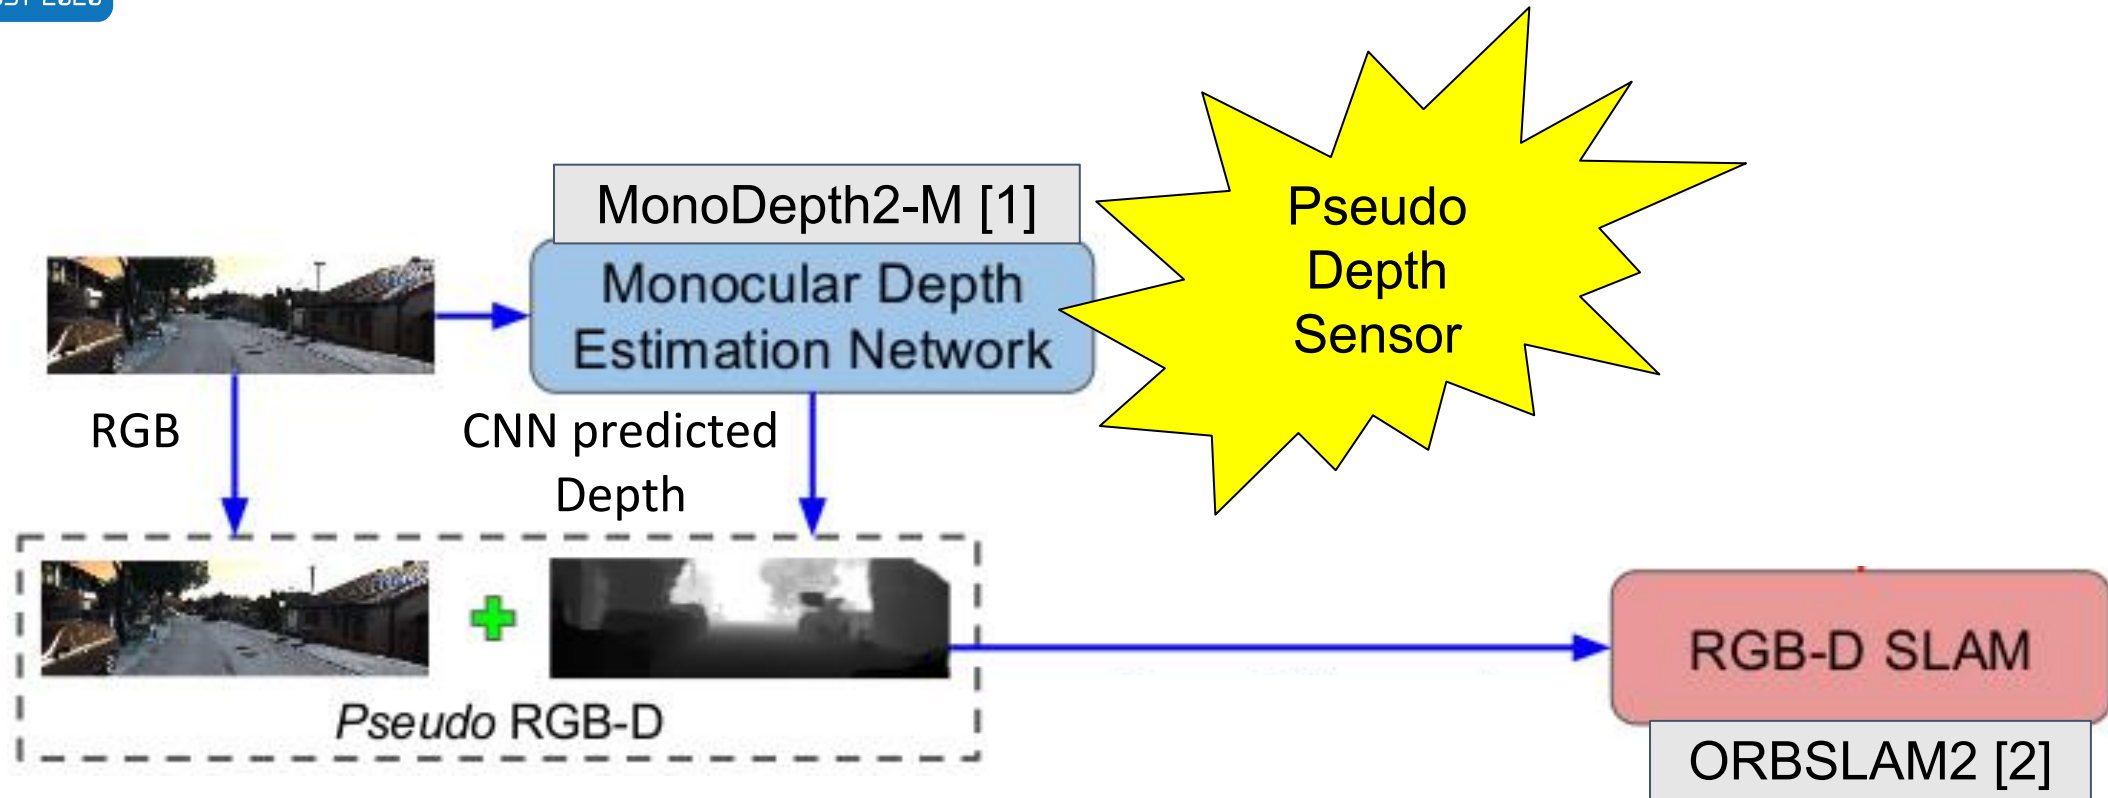 MonoDepth2-M [1]
Monocular Depth
Estimation Network
Pseudo
Depth
Sensor
RGB
CNN predicted
Depth
Pseudo RGB-D
RGB-D SLAM
ORBSLAM2 [2]